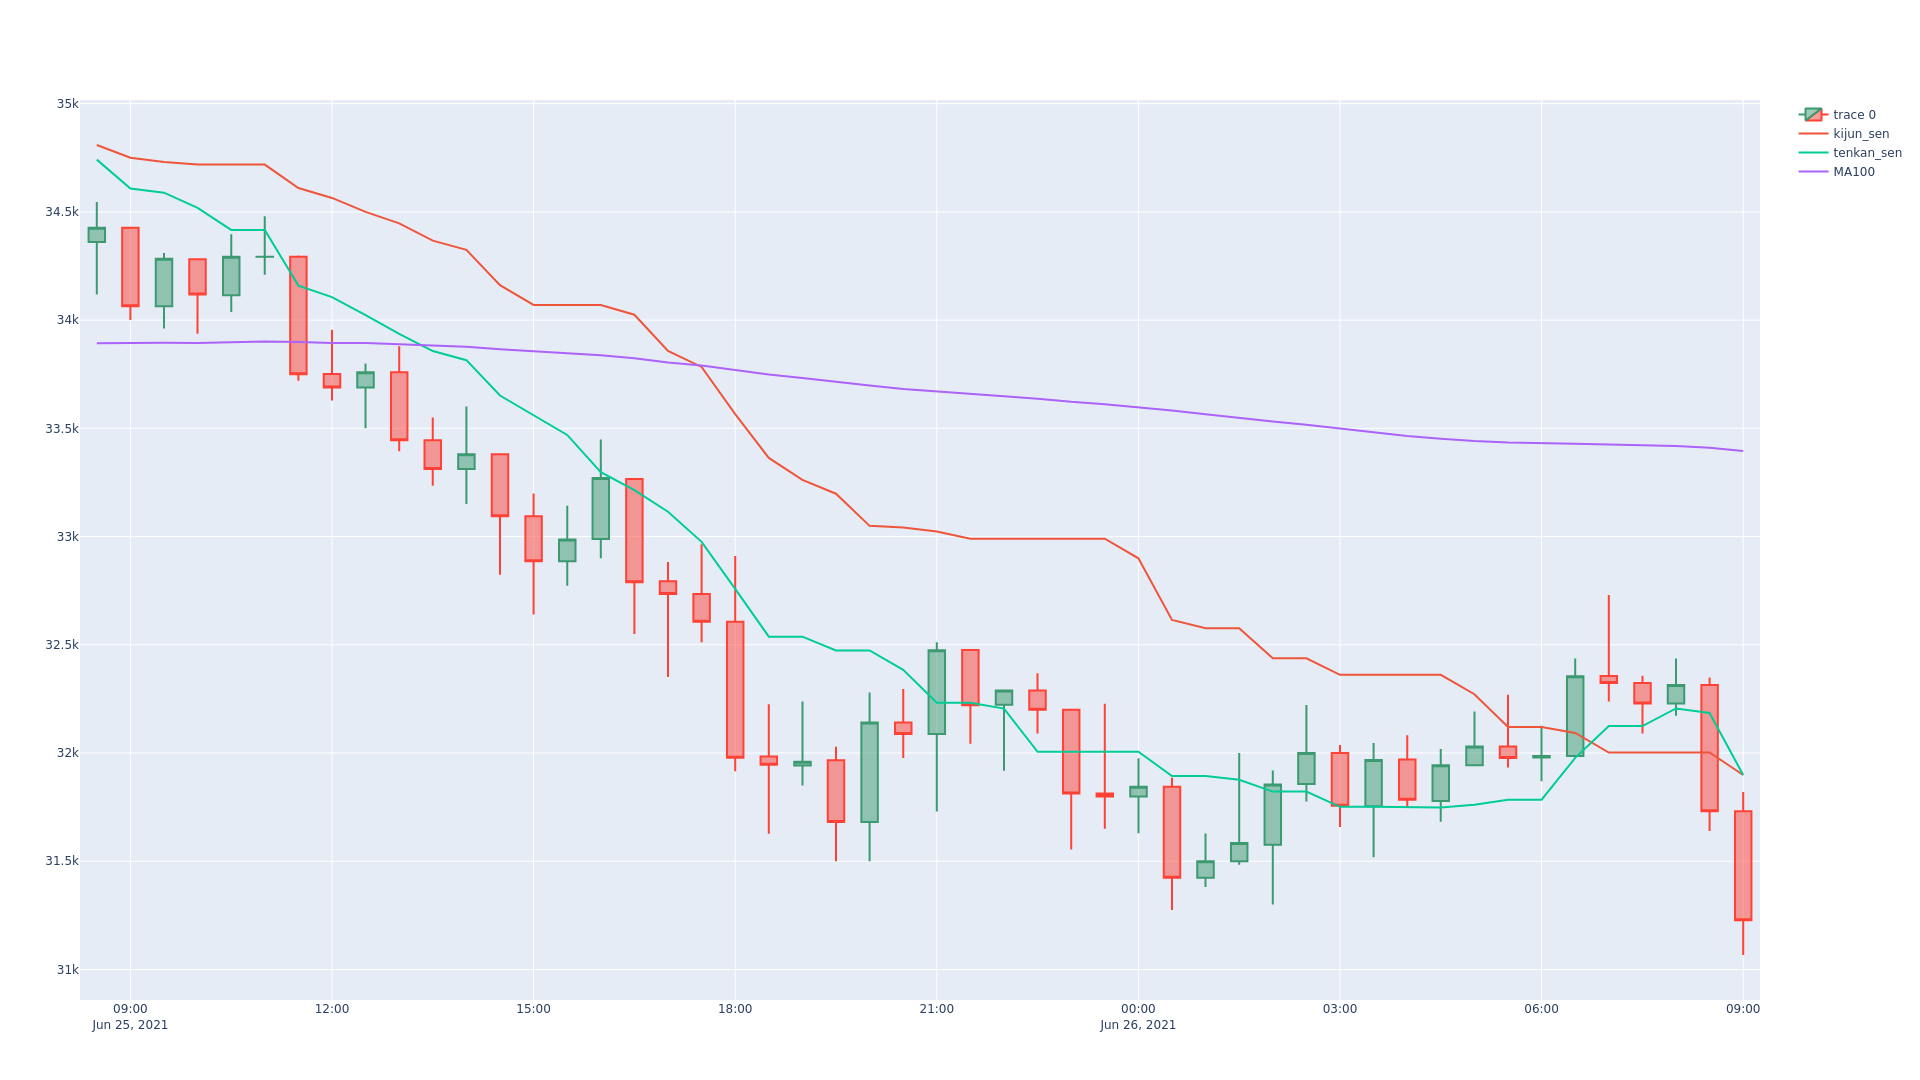 35k
34.5k
34k
33.5k
33k
32.5k
32k
31.5k
31k
09:00 12:00 15:00 18:00 21:00 00:00 03:00 06:00 09:00
Jun 25, 2021 Jun 26, 2021
trace 0
kijun_sen
tenkan_sen
MA100